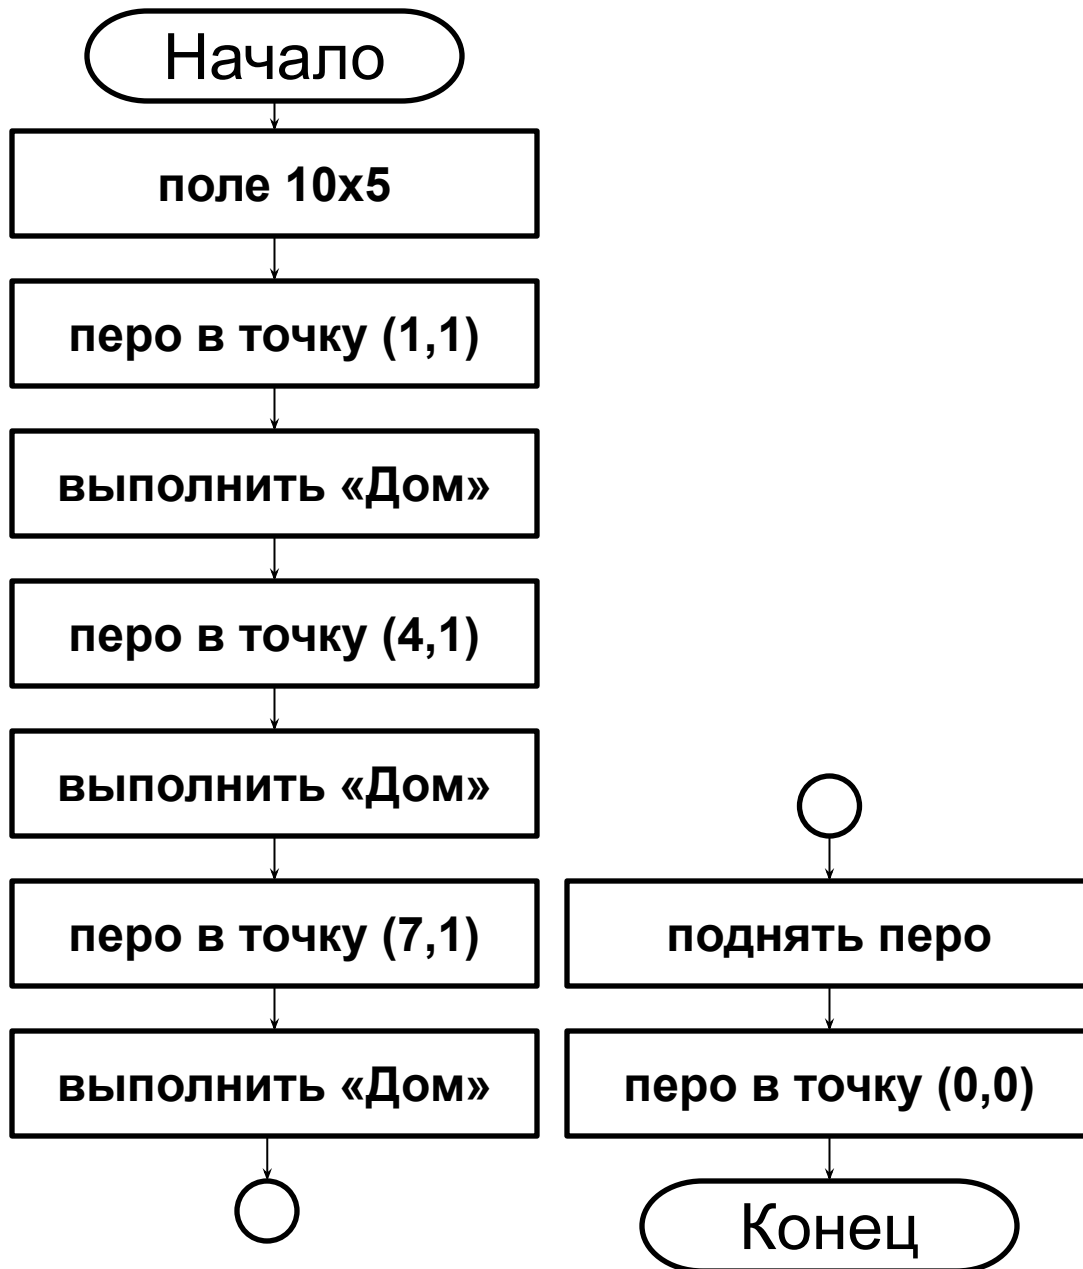 Начало
поле 10x5
перо в точку (1,1)
выполнить «Дом»
перо в точку (4,1)
выполнить «Дом»
перо в точку (7,1)
выполнить «Дом»
поднять перо
перо в точку (0,0)
Конец